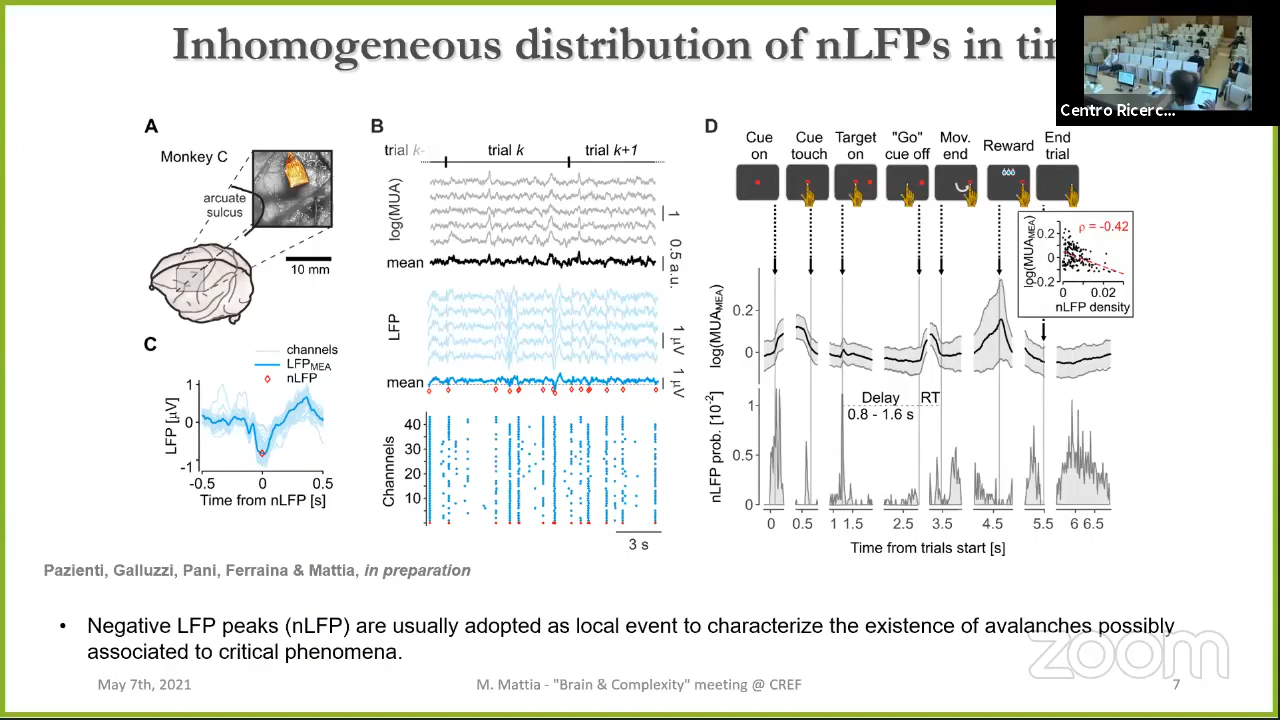 Inhomogeneous distribution of nLFPs in
Centro Ricerc...
A
Monkey C
arcuate
sulcus
10 mm
B
trial k-
trial k
trial k+1
log(MUA)
1
mean
0.5 a.u.
LFP
1 μV
mean
1 μV
Channels
40
30
20
10
3 s
C
channels
LFPMEA
nLFP
LFP [μV]
1
0
-1
-0.5
0
0.5
Time from nLFP [s]
D
Cue
on
Cue
touch
Target
on
"Go"
cue off
Mov.
end
Reward
End
trial
log(MUAMEA)
0.2
0
log(MUAMEA)
0.2
0
-0.2
ρ = -0.42
0
0.02
nLFP density
Delay
0.8 - 1.6 s
RT
nLFP prob. [10-2]
1
0.5
0
0 0.5 1 1.5 2.5 3.5 4.5 5.5 6 6.5
Time from trials start [s]
Pazienti, Galluzzi, Pani, Ferraina & Mattia, in preparation
• Negative LFP peaks (nLFP) are usually adopted as local event to characterize the existence of avalanches possibly
associated to critical phenomena.
zoom
May 7th, 2021
M. Mattia - "Brain & Complexity" meeting @ CREF
7